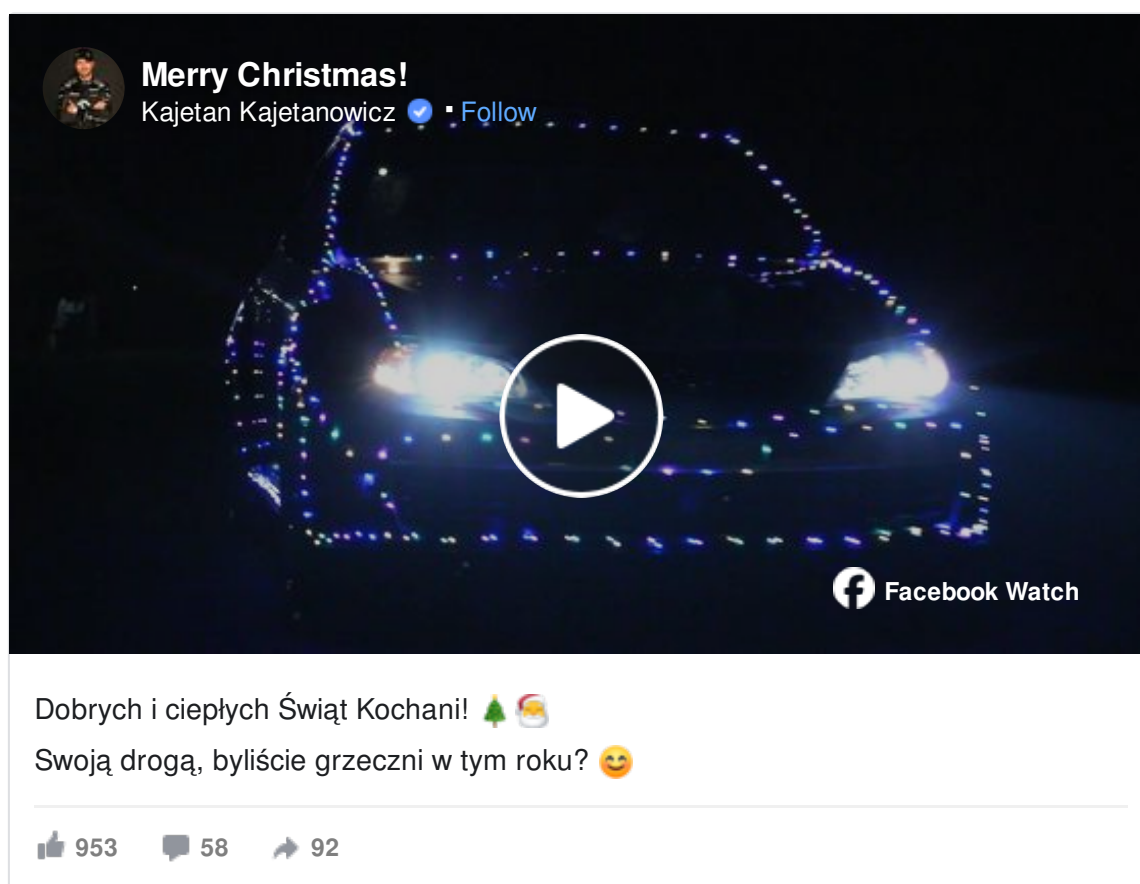 Merry Christmas!
Kajetan Kajetanowicz · Follow
Facebook Watch
Dobrych i ciepłych Świąt Kochani! 🎄🎅
Swoją drogą, byliście grzeczni w tym roku? 😊
953 58 92